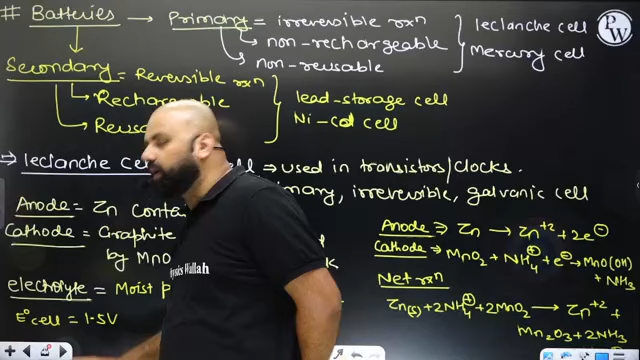 # Batteries → Primary = irreversible rxn
→ non-rechargeable
→ non-reusable
leclanche cell
Mercury cell
PW
Secondary = Reversible rxn
→ Rechargeable
→ Reusa
lead-storage cell
Ni-cd cell
⇒ leclanche ce ell ⇒ used in transistors/clocks.
mary, irreversible, galvanic cell
Anode = Zn conta
Cathode = Graphite
by MnO
electrolyte = Moist p
E°cell = 1.5V
Physics Wallah
Anode ⇒ Zn → Zn+2 + 2e⊖
Cathode ⇒ MnO2 + NH4⊕ + e⊖ → MnO(OH) + NH3
Net rxn
Zn(s) + 2NH4⊕ + 2MnO2 → Zn+2 +
Mn2O3 + 2NH3